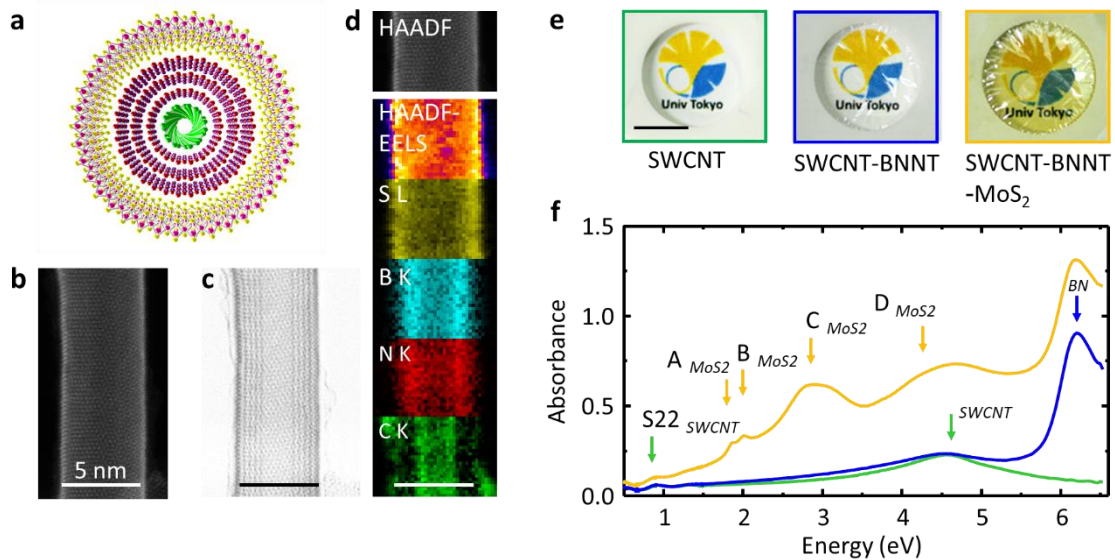 a
b
5 nm
c
d
HAADF
HAADF-
EELS
S L
B K
N K
C K
e
Univ Tokyo
SWCNT
Univ Tokyo
SWCNT-BNNT
Univ Tokyo
SWCNT-BNNT
-MoS₂
f
Absorbance
1.5
1.0
0.5
0.0
S22 SWCNT
A MoS2
B MoS2
C MoS2
D MoS2
SWCNT
BN
1 2 3 4 5 6
Energy (eV)